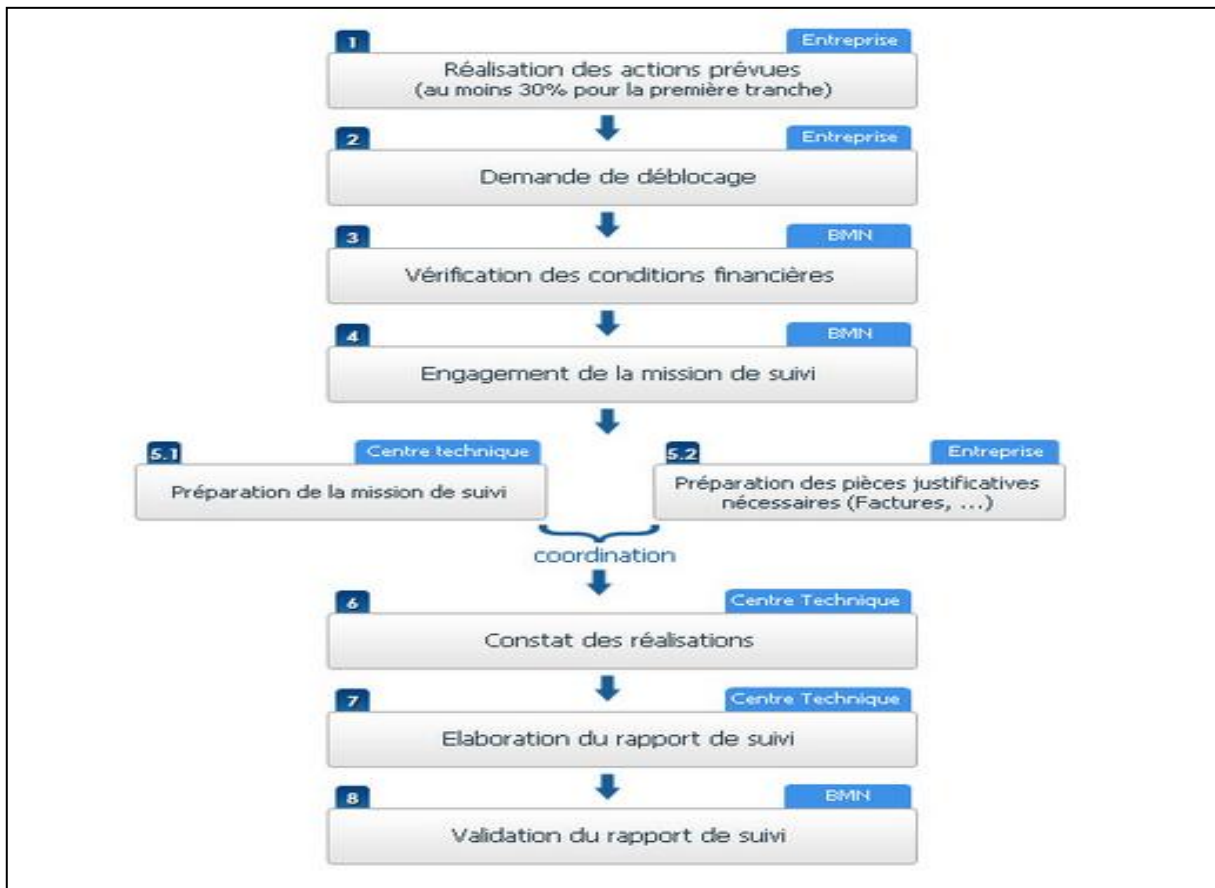 1
Entreprise
Réalisation des actions prévues
(au moins 30% pour la première tranche)
2
Entreprise
Demande de déblocage
3
BMN
Vérification des conditions financières
4
BMN
Engagement de la mission de suivi
5.1
Centre technique
Préparation de la mission de suivi
5.2
Entreprise
Préparation des pièces justificatives
nécessaires (Factures, ...)
coordination
6
Centre Technique
Constat des réalisations
7
Centre Technique
Elaboration du rapport de suivi
8
BMN
Validation du rapport de suivi